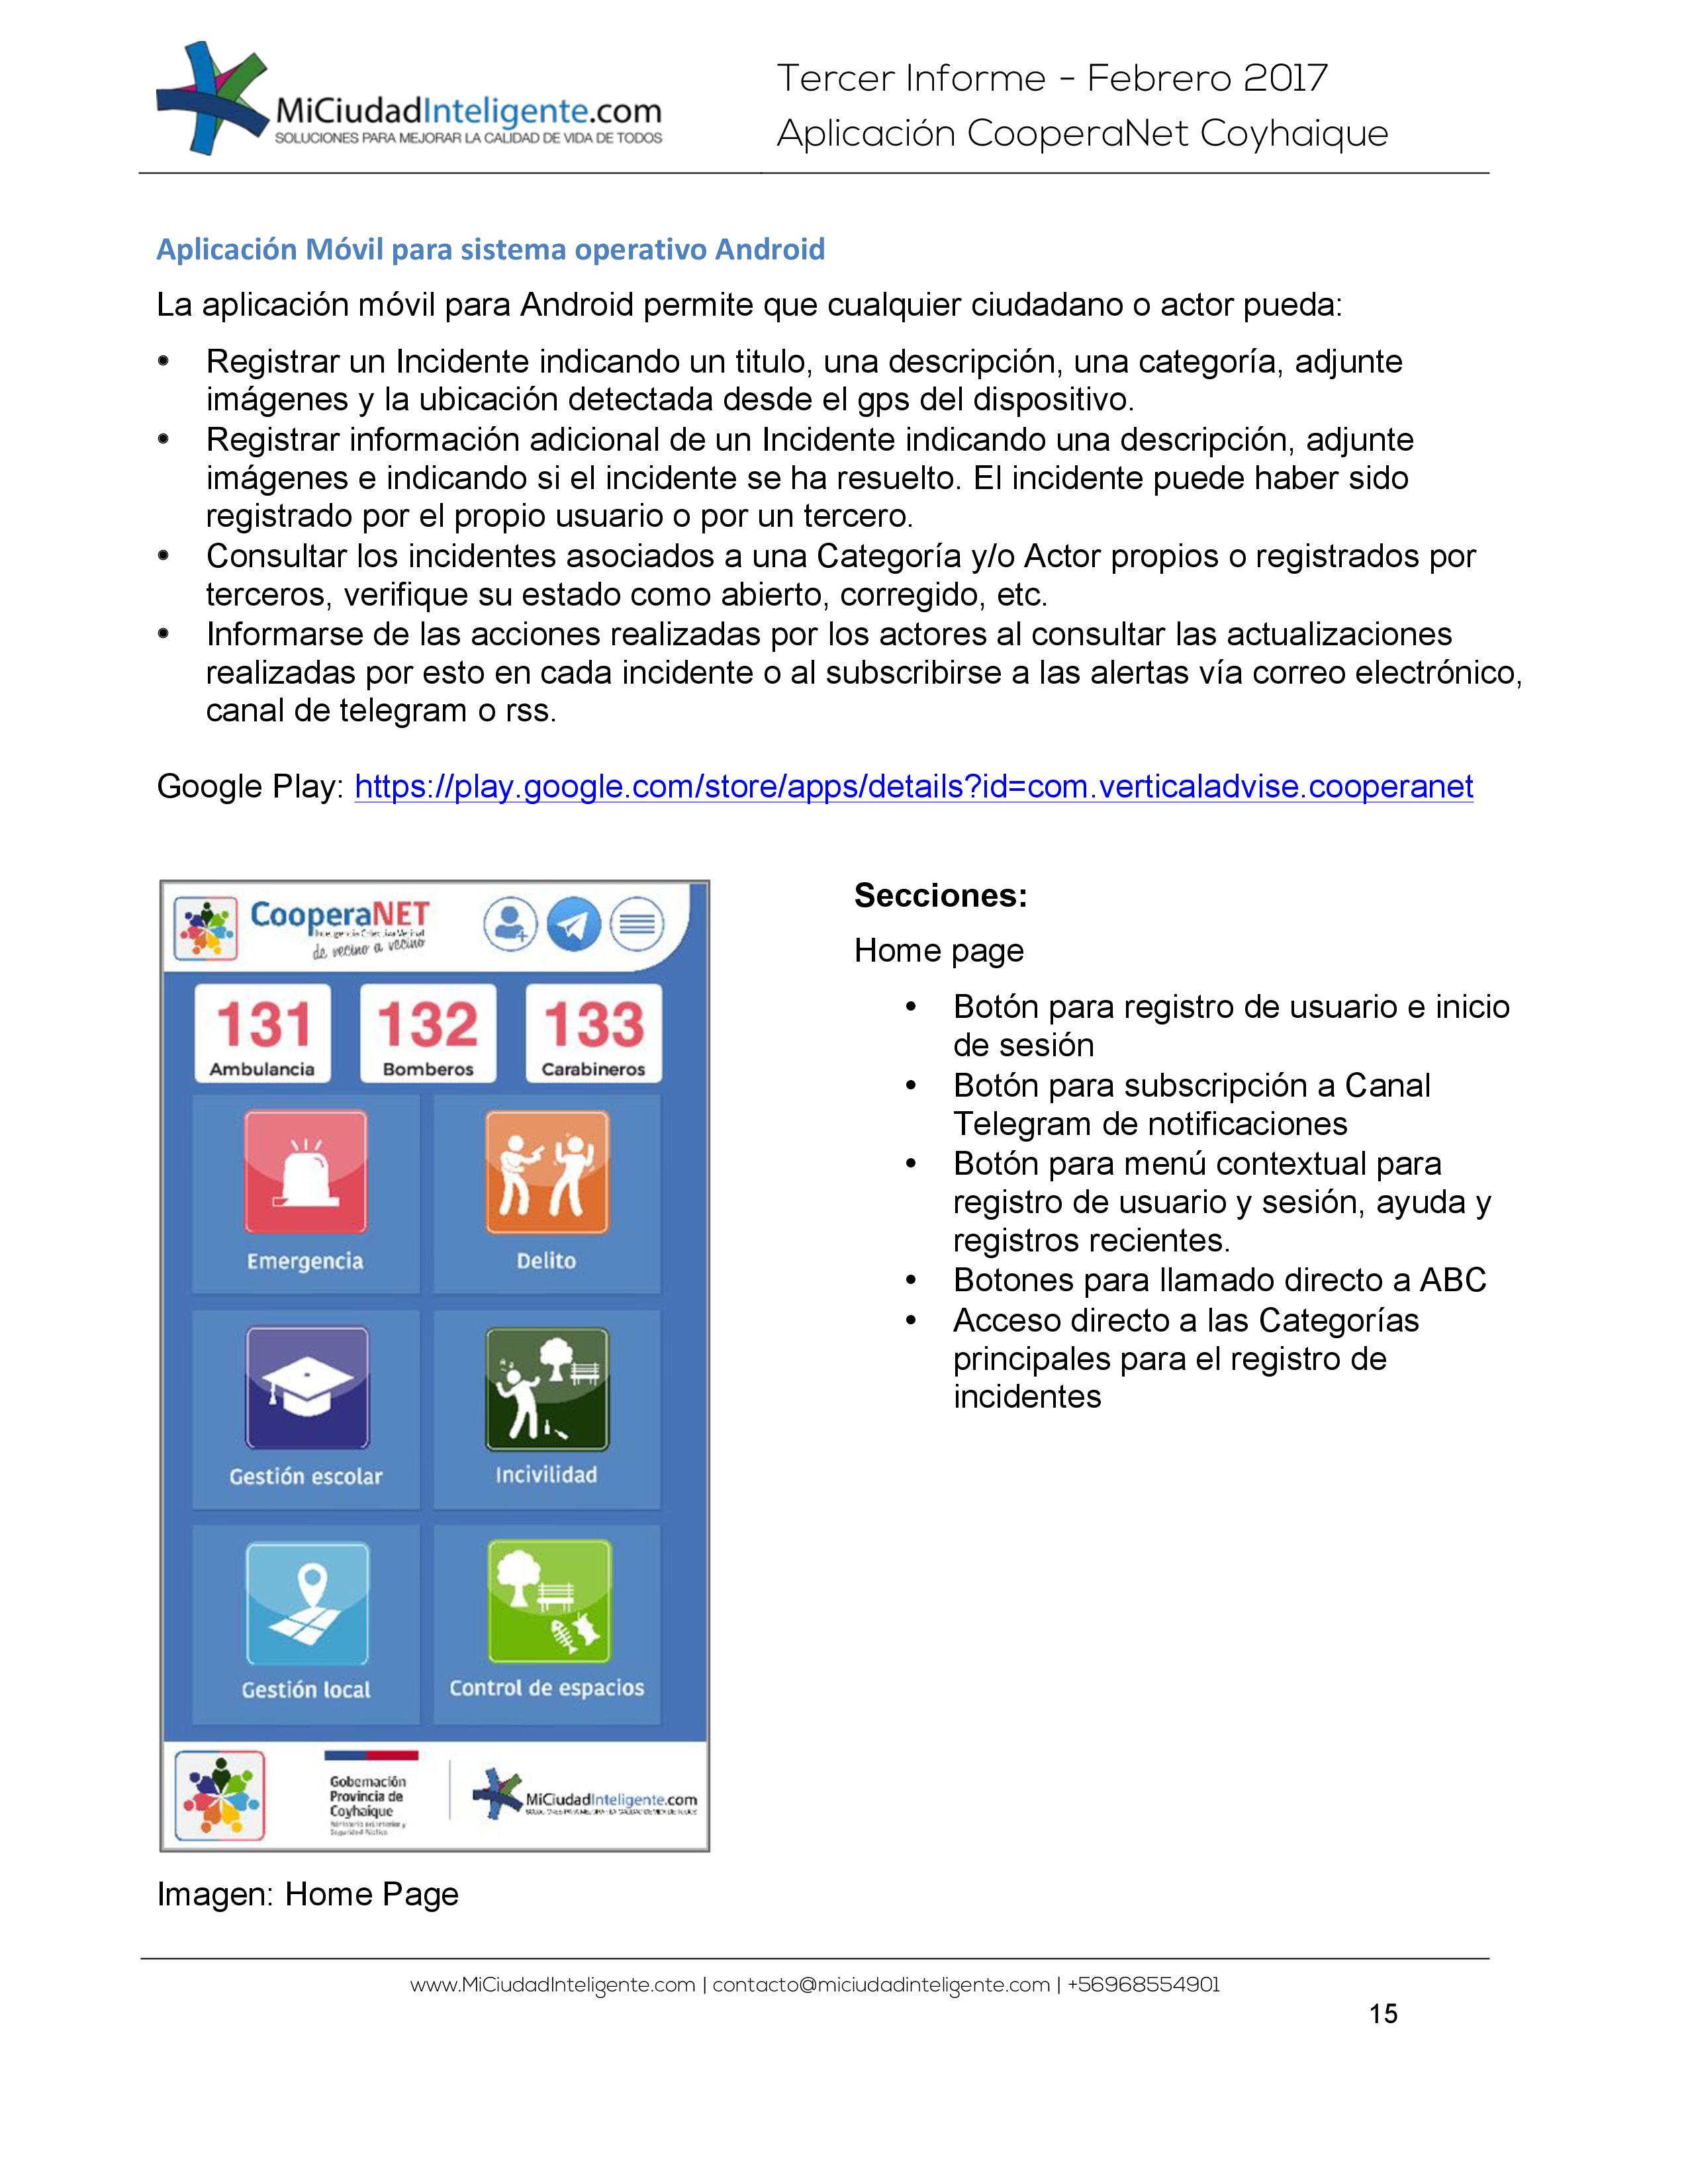 MiCiudadInteligente.com
SOLUCIONES PARA MEJORAR LA CALIDAD DE VIDA DE TODOS
Tercer Informe - Febrero 2017
Aplicación CooperaNet Coyhaique
Aplicación Móvil para sistema operativo Android
La aplicación móvil para Android permite que cualquier ciudadano o actor pueda:
• Registrar un Incidente indicando un titulo, una descripción, una categoría, adjunte
imágenes y la ubicación detectada desde el gps del dispositivo.
• Registrar información adicional de un Incidente indicando una descripción, adjunte
imágenes e indicando si el incidente se ha resuelto. El incidente puede haber sido
registrado por el propio usuario o por un tercero.
• Consultar los incidentes asociados a una Categoría y/o Actor propios o registrados por
terceros, verifique su estado como abierto, corregido, etc.
• Informarse de las acciones realizadas por los actores al consultar las actualizaciones
realizadas por esto en cada incidente o al subscribirse a las alertas vía correo electrónico,
canal de telegram o rss.
Google Play: https://play.google.com/store/apps/details?id=com.verticaladvise.cooperanet
CooperaNET
de vecino a vecino
131
Ambulancia
132
Bomberos
133
Carabineros
Emergencia
Delito
Gestión escolar
Incivilidad
Gestión local
Control de espacios
Gobernación
Provincia de
Coyhaique
MiCiudadInteligente.com
Secciones:
Home page
• Botón para registro de usuario e inicio
de sesión
• Botón para subscripción a Canal
Telegram de notificaciones
• Botón para menú contextual para
registro de usuario y sesión, ayuda y
registros recientes.
• Botones para llamado directo a ABC
• Acceso directo a las Categorías
principales para el registro de
incidentes
Imagen: Home Page
www.MiCiudadInteligente.com | contacto@miciudadinteligente.com | +56968554901
15